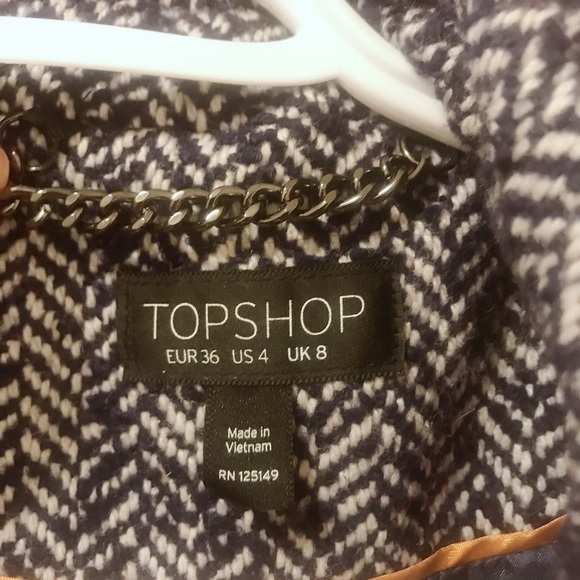 TOPSHOP
EUR 36 US 4 UK 8
Made in
Vietnam
RN 125149